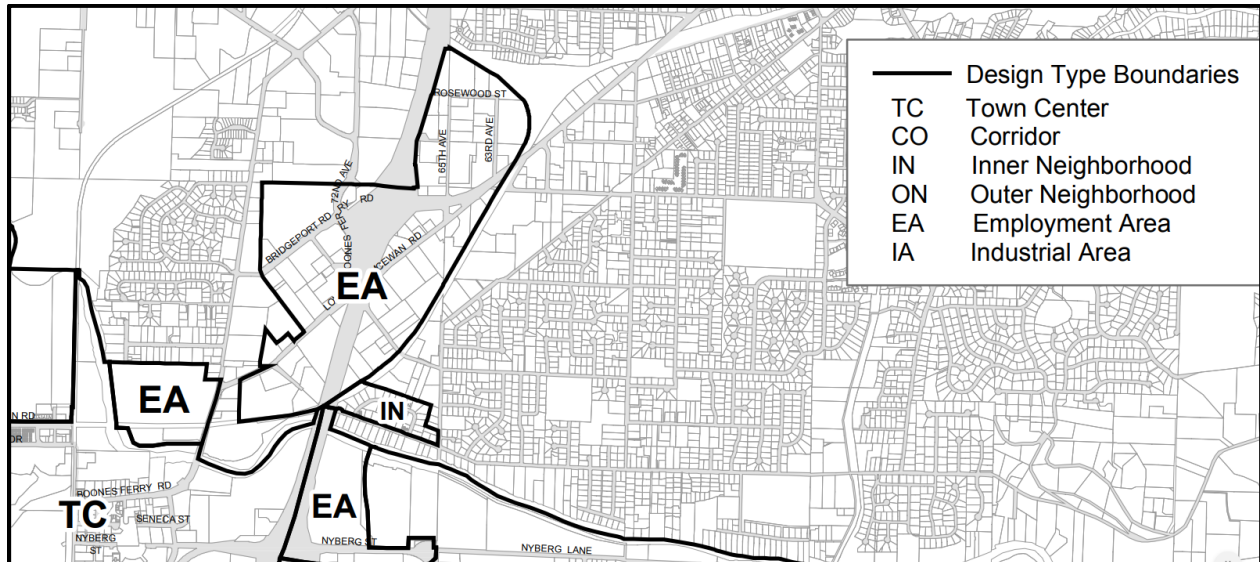 ROSEWOOD ST
65TH AVE
63RD AVE
72ND AVE
BRIDGEPORT RD
RD
EA
Design Type Boundaries
TC Town Center
CO Corridor
IN Inner Neighborhood
ON Outer Neighborhood
EA Employment Area
IA Industrial Area
EA
IN
N RD
DR
BOONES FERRY RD
TC
SENECA ST
NYBERG
ST
EA
NYBERG ST
NYBERG LANE